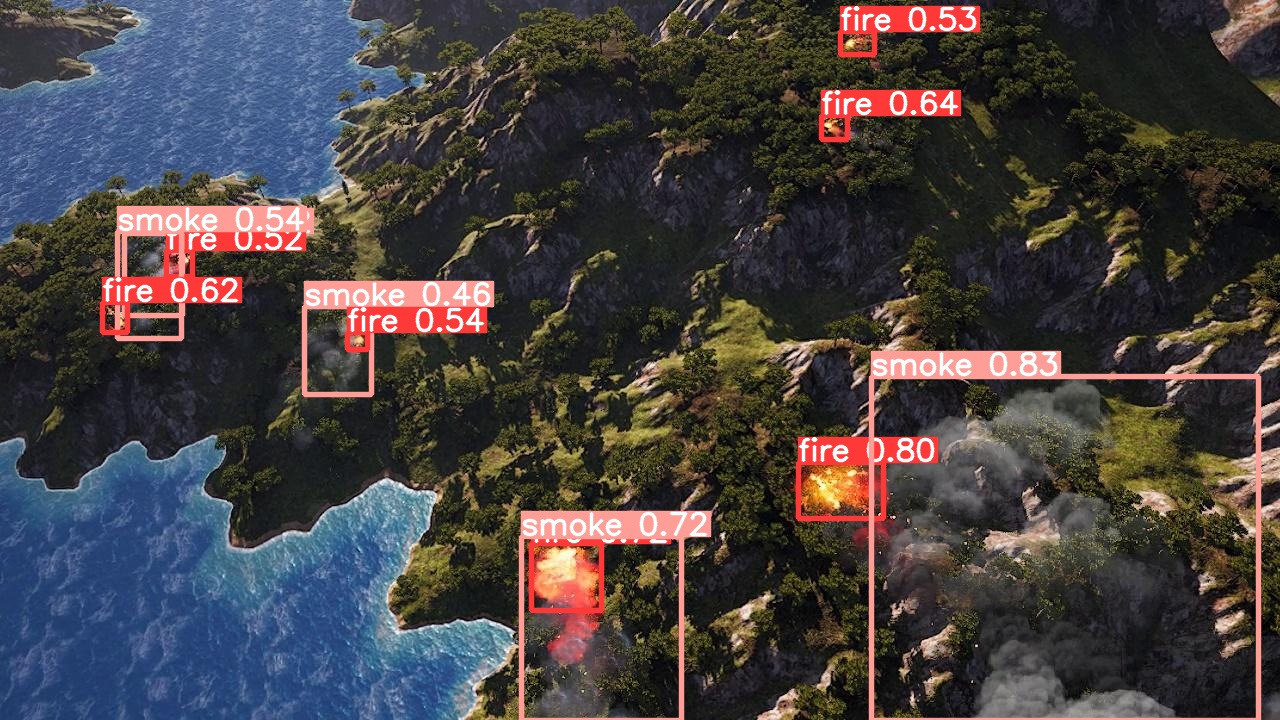 fire 0.53
fire 0.64
smoke 0.54
fire 0.52
fire 0.62
smoke 0.46
fire 0.54
smoke 0.83
fire 0.80
smoke 0.72